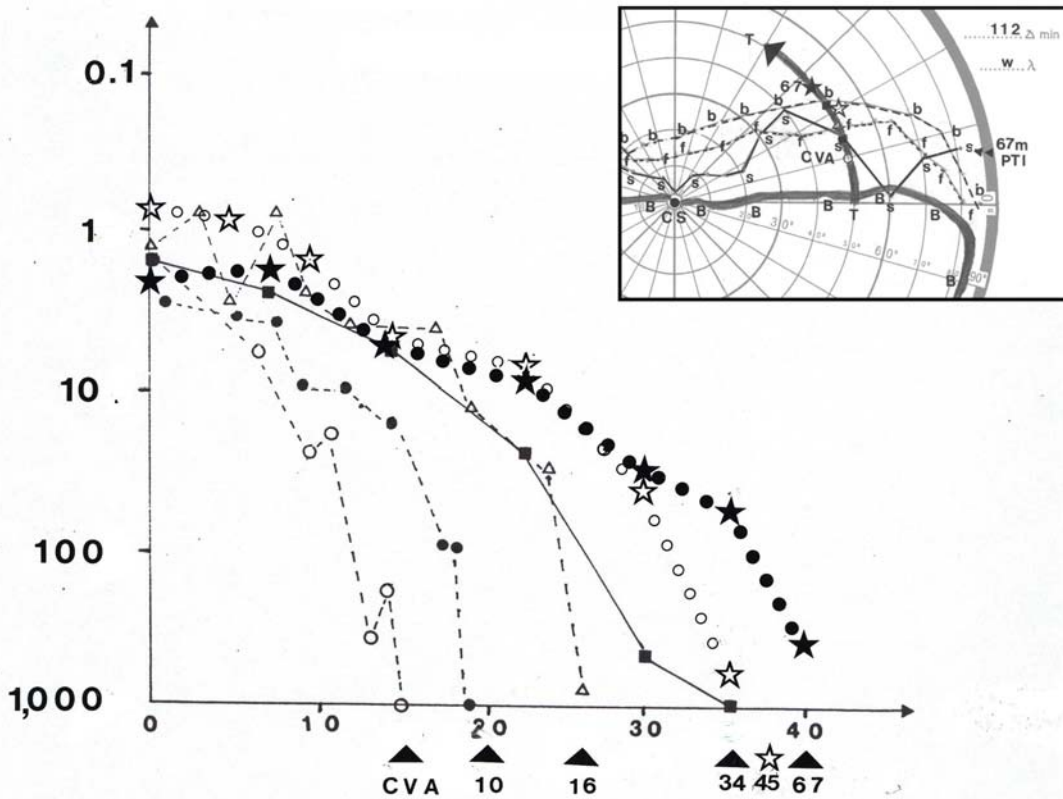 0.1
1
10
100
1,000
0 10 20 30 40
CVA 10 16 34 45 67
112 Δ min
w λ
T
67
b b b b b b b b
f f f f f f
s s s s s s s
CVA
67m
PTI
B B B B B B
C S
T
30°
60°
90°